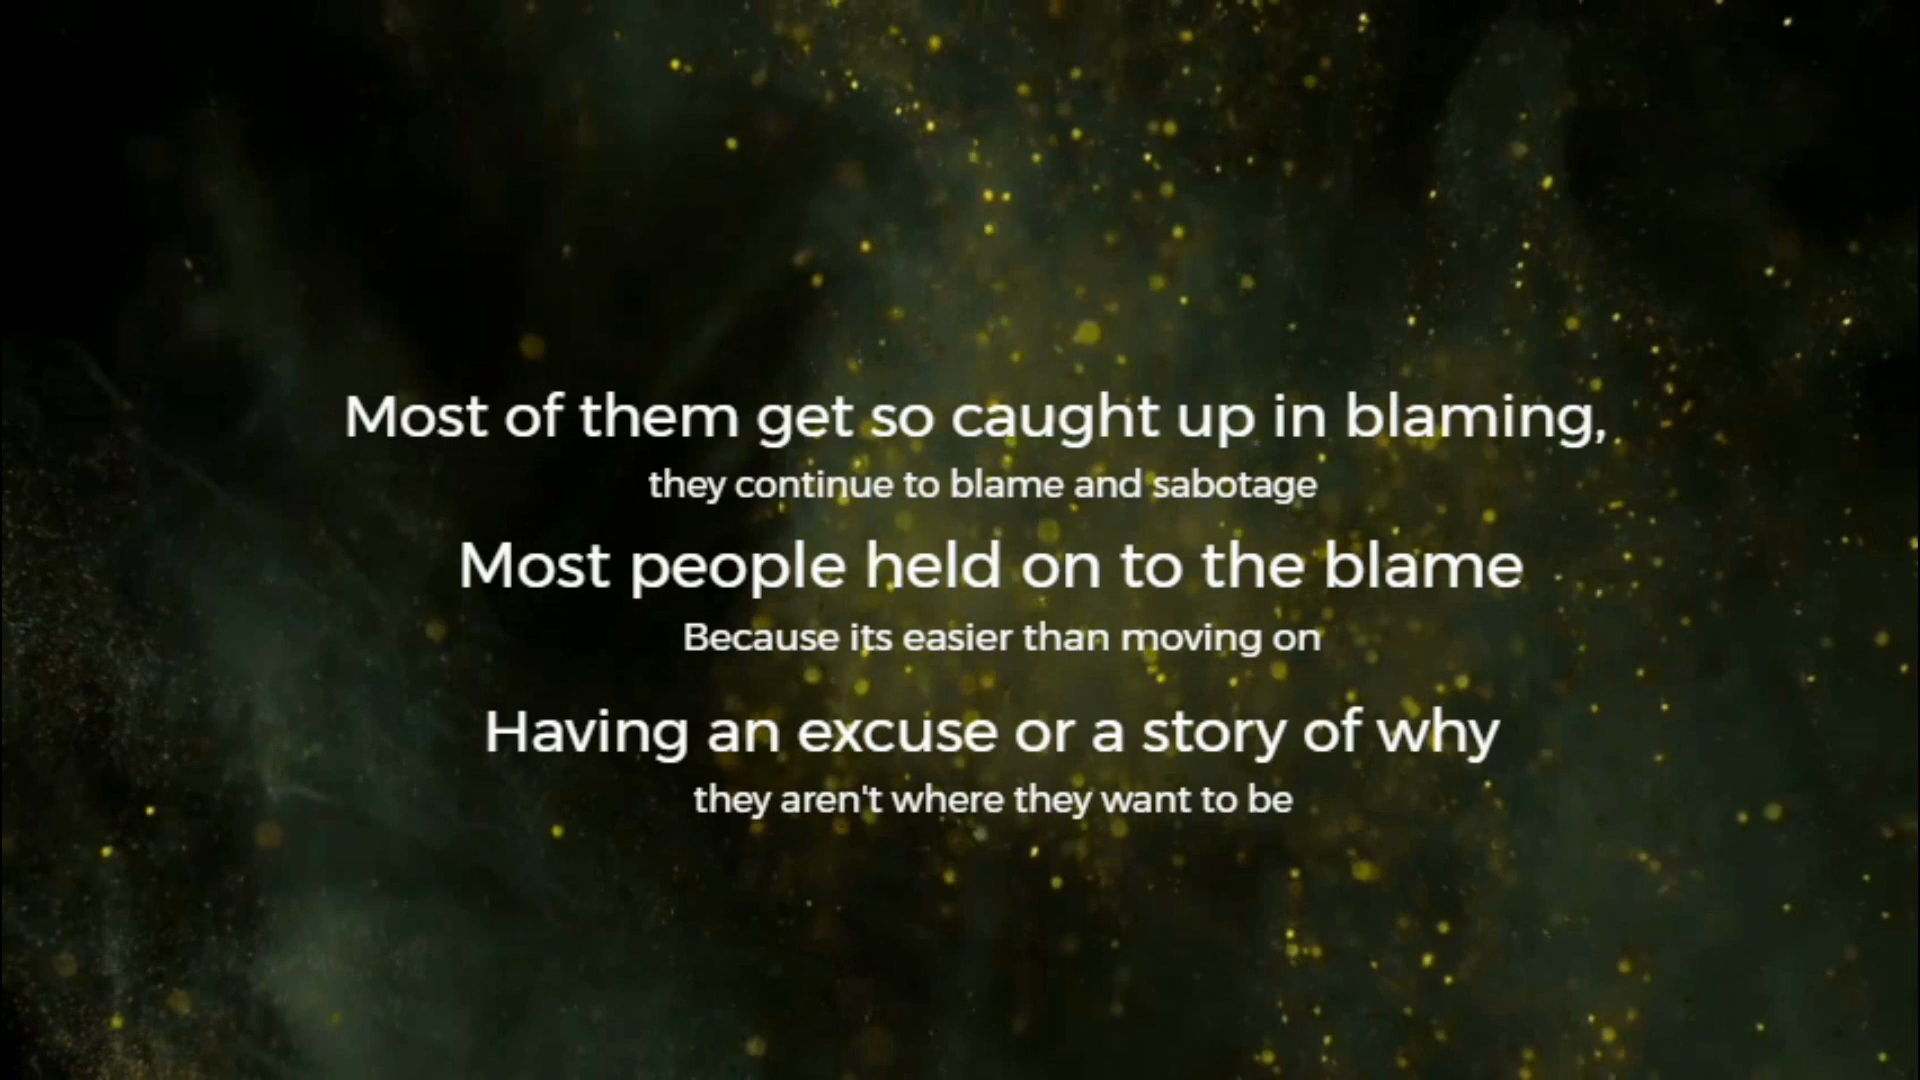 Most of them get so caught up in blaming,
they continue to blame and sabotage
Most people held on to the blame
Because its easier than moving on
Having an excuse or a story of why
they aren't where they want to be